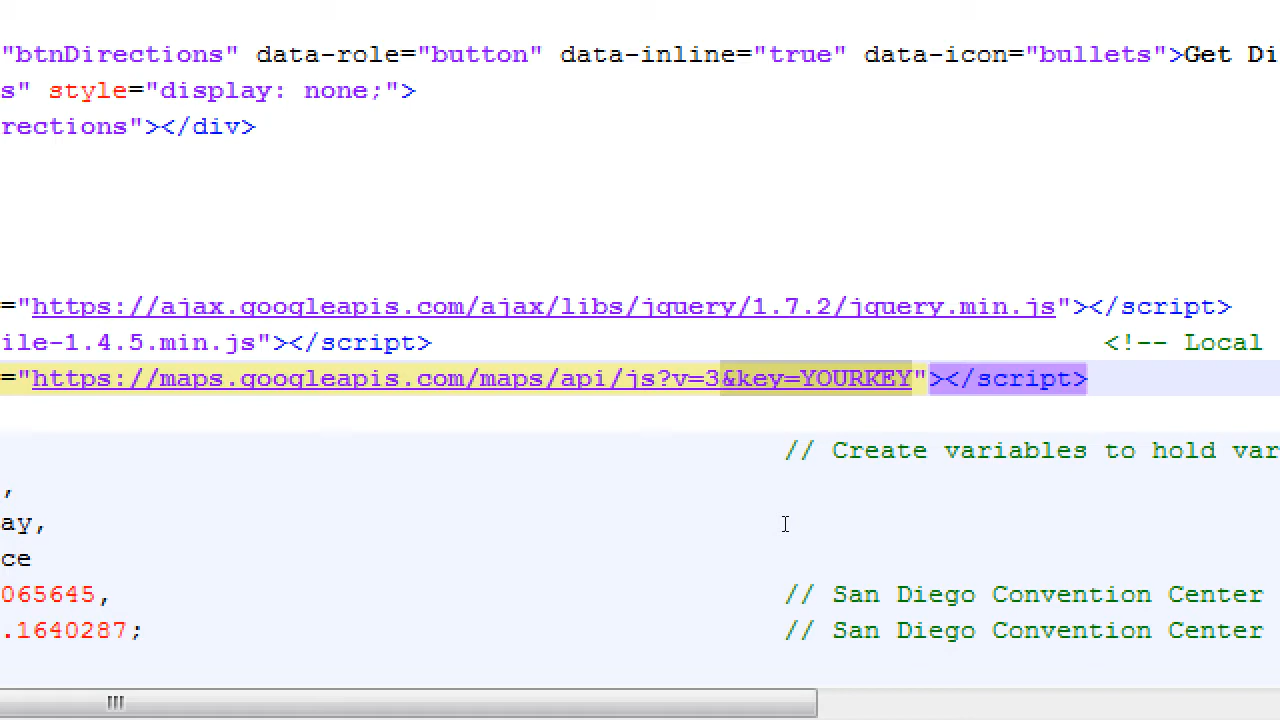 "btnDirections" data-role="button" data-inline="true" data-icon="bullets">Get Di
s" style="display: none;">
rections"></div>
="https://ajax.googleapis.com/ajax/libs/jquery/1.7.2/jquery.min.js"></script>
ile-1.4.5.min.js"></script> <!-- Local
="https://maps.googleapis.com/maps/api/js?v=3&key=YOURKEY"></script>
// Create variables to hold var
,
ay,
ce
065645, // San Diego Convention Center
.1640287; // San Diego Convention Center